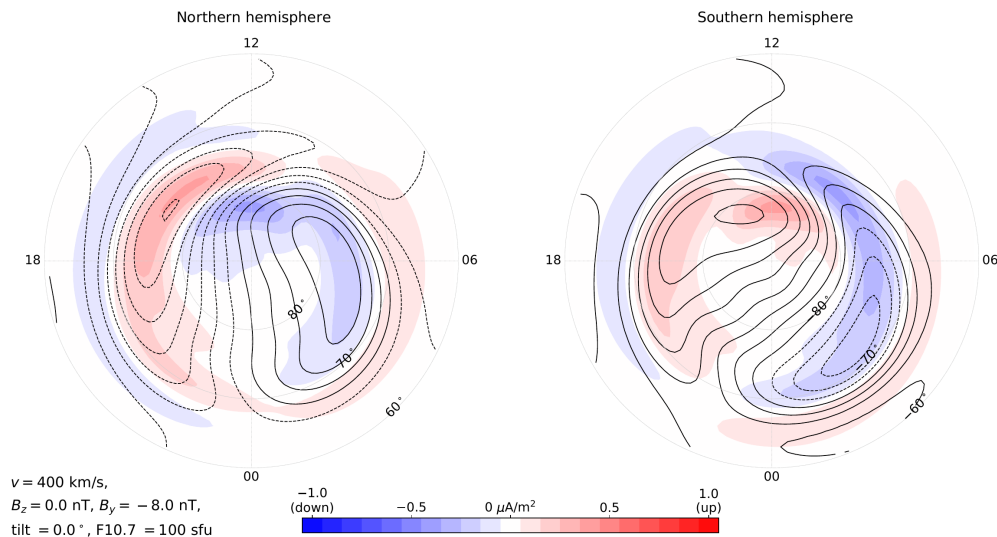 Northern hemisphere
Southern hemisphere
12
12
18
06
18
06
80°
70°
60°
−80°
−70°
−60°
00
00
v = 400 km/s,
B_z = 0.0 nT, B_y = −8.0 nT,
tilt = 0.0°, F10.7 = 100 sfu
−1.0 (down)
−0.5
0 μA/m²
0.5
1.0 (up)